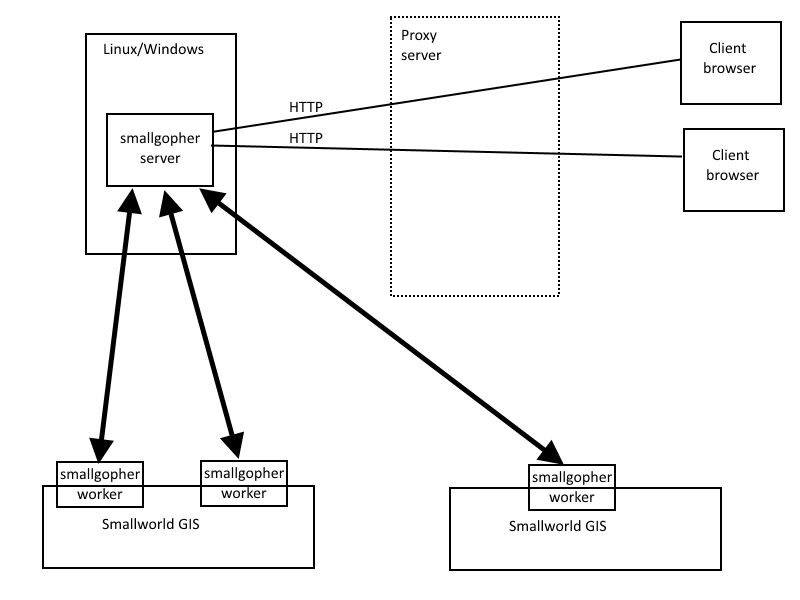 Linux/Windows
Proxy
server
Client
browser
HTTP
smallgopher
server
HTTP
Client
browser
smallgopher
worker
smallgopher
worker
Smallworld GIS
smallgopher
worker
Smallworld GIS